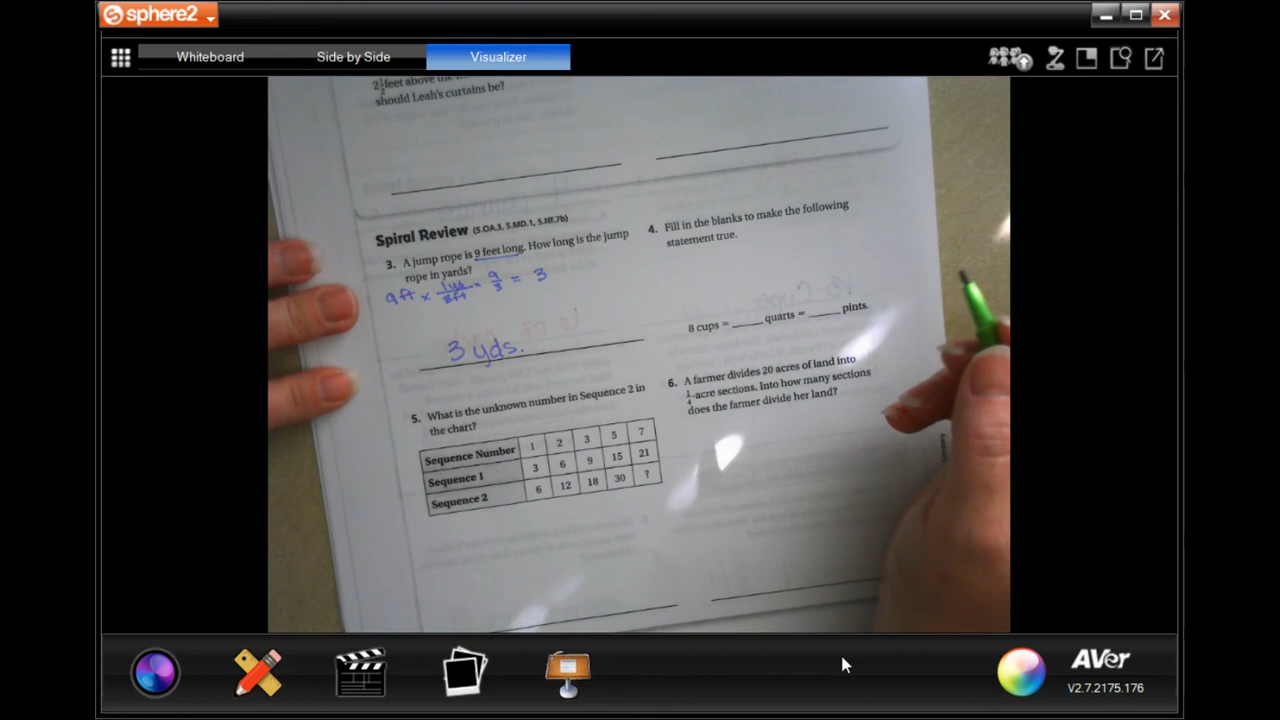 sphere2
Whiteboard Side by Side Visualizer
2 1/2 feet above the
should Leah's curtains be?
Spiral Review (5.OA.3, 5.MD.1, 5.NF.7b)
3. A jump rope is 9 feet long. How long is the jump
rope in yards?
9ft × 1yd/3ft = 9/3 = 3
3 yds.
4. Fill in the blanks to make the following
statement true.
8 cups = _____ quarts = _____ pints.
5. What is the unknown number in Sequence 2 in
the chart?
Sequence Number 1 2 3 5 7
Sequence 1 3 6 9 15 21
Sequence 2 6 12 18 30 ?
6. A farmer divides 20 acres of land into
1/4-acre sections. Into how many sections
does the farmer divide her land?
AVer
V2.7.2175.176